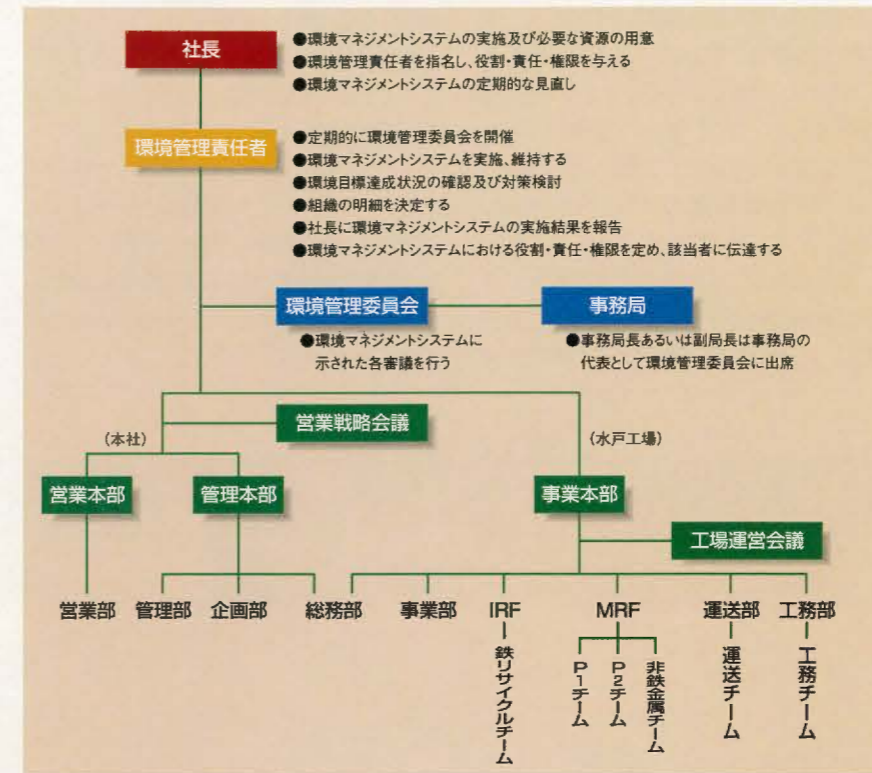 社長
●環境マネジメントシステムの実施及び必要な資源の用意
●環境管理責任者を指名し、役割・責任・権限を与える
●環境マネジメントシステムの定期的な見直し
環境管理責任者
●定期的に環境管理委員会を開催
●環境マネジメントシステムを実施、維持する
●環境目標達成状況の確認及び対策検討
●組織の明細を決定する
●社長に環境マネジメントシステムの実施結果を報告
●環境マネジメントシステムにおける役割・責任・権限を定め、該当者に伝達する
環境管理委員会
●環境マネジメントシステムに
示された各審議を行う
事務局
●事務局長あるいは副局長は事務局の
代表として環境管理委員会に出席
営業戦略会議
(本社)
(水戸工場)
営業本部
管理本部
事業本部
工場運営会議
営業部
管理部
企画部
総務部
事業部
IRF
MRF
運送部
工務部
鉄リサイクルチーム
P1チーム
P2チーム
非鉄金属チーム
運送チーム
工務チーム